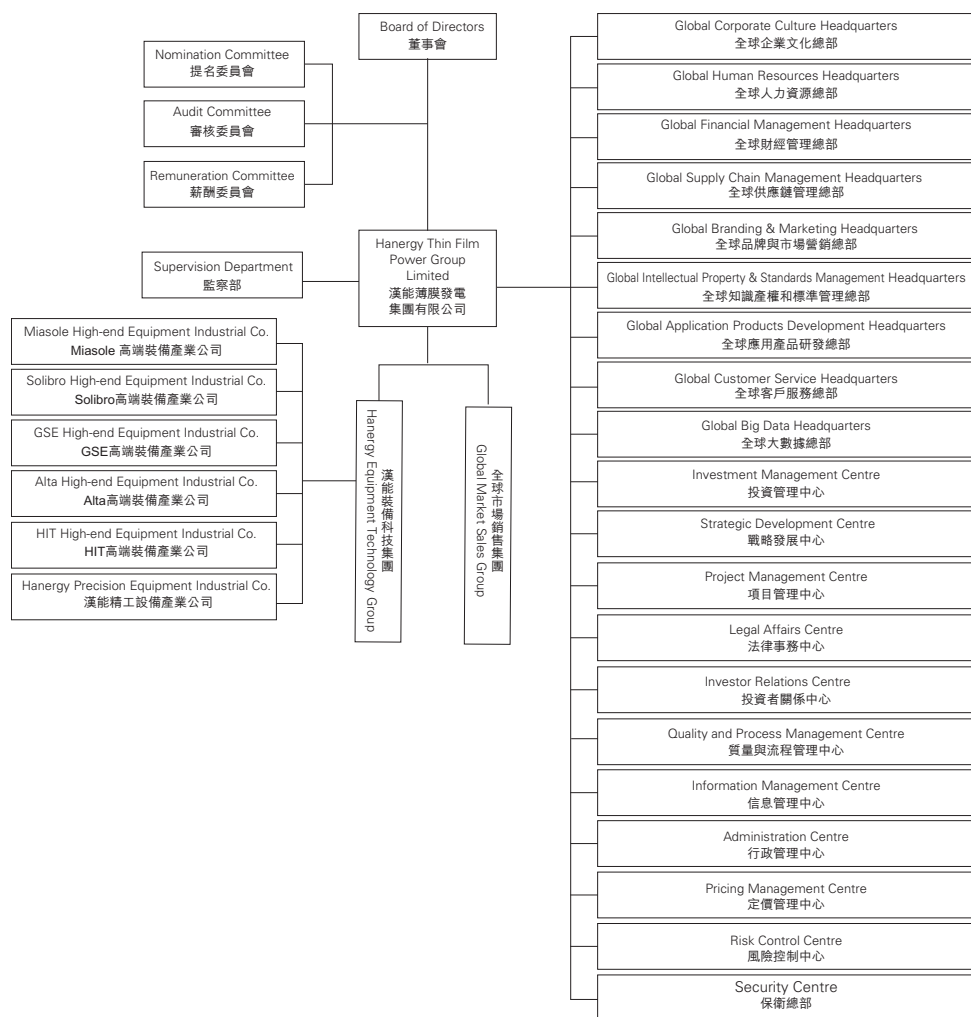 Board of Directors
董事會
Nomination Committee
提名委員會
Audit Committee
審核委員會
Remuneration Committee
薪酬委員會
Hanergy Thin Film
Power Group
Limited
漢能薄膜發電
集團有限公司
Supervision Department
監察部
Miasole High-end Equipment Industrial Co.
Miasole 高端裝備產業公司
Solibro High-end Equipment Industrial Co.
Solibro高端裝備產業公司
GSE High-end Equipment Industrial Co.
GSE高端裝備產業公司
Alta High-end Equipment Industrial Co.
Alta高端裝備產業公司
HIT High-end Equipment Industrial Co.
HIT高端裝備產業公司
Hanergy Precision Equipment Industrial Co.
漢能精工設備產業公司
漢能裝備科技集團
Hanergy Equipment Technology Group
全球市場銷售集團
Global Market Sales Group
Global Corporate Culture Headquarters
全球企業文化總部
Global Human Resources Headquarters
全球人力資源總部
Global Financial Management Headquarters
全球財經管理總部
Global Supply Chain Management Headquarters
全球供應鏈管理總部
Global Branding & Marketing Headquarters
全球品牌與市場營銷總部
Global Intellectual Property & Standards Management Headquarters
全球知識產權和標準管理總部
Global Application Products Development Headquarters
全球應用產品研發總部
Global Customer Service Headquarters
全球客戶服務總部
Global Big Data Headquarters
全球大數據總部
Investment Management Centre
投資管理中心
Strategic Development Centre
戰略發展中心
Project Management Centre
項目管理中心
Legal Affairs Centre
法律事務中心
Investor Relations Centre
投資者關係中心
Quality and Process Management Centre
質量與流程管理中心
Information Management Centre
信息管理中心
Administration Centre
行政管理中心
Pricing Management Centre
定價管理中心
Risk Control Centre
風險控制中心
Security Centre
保衛總部